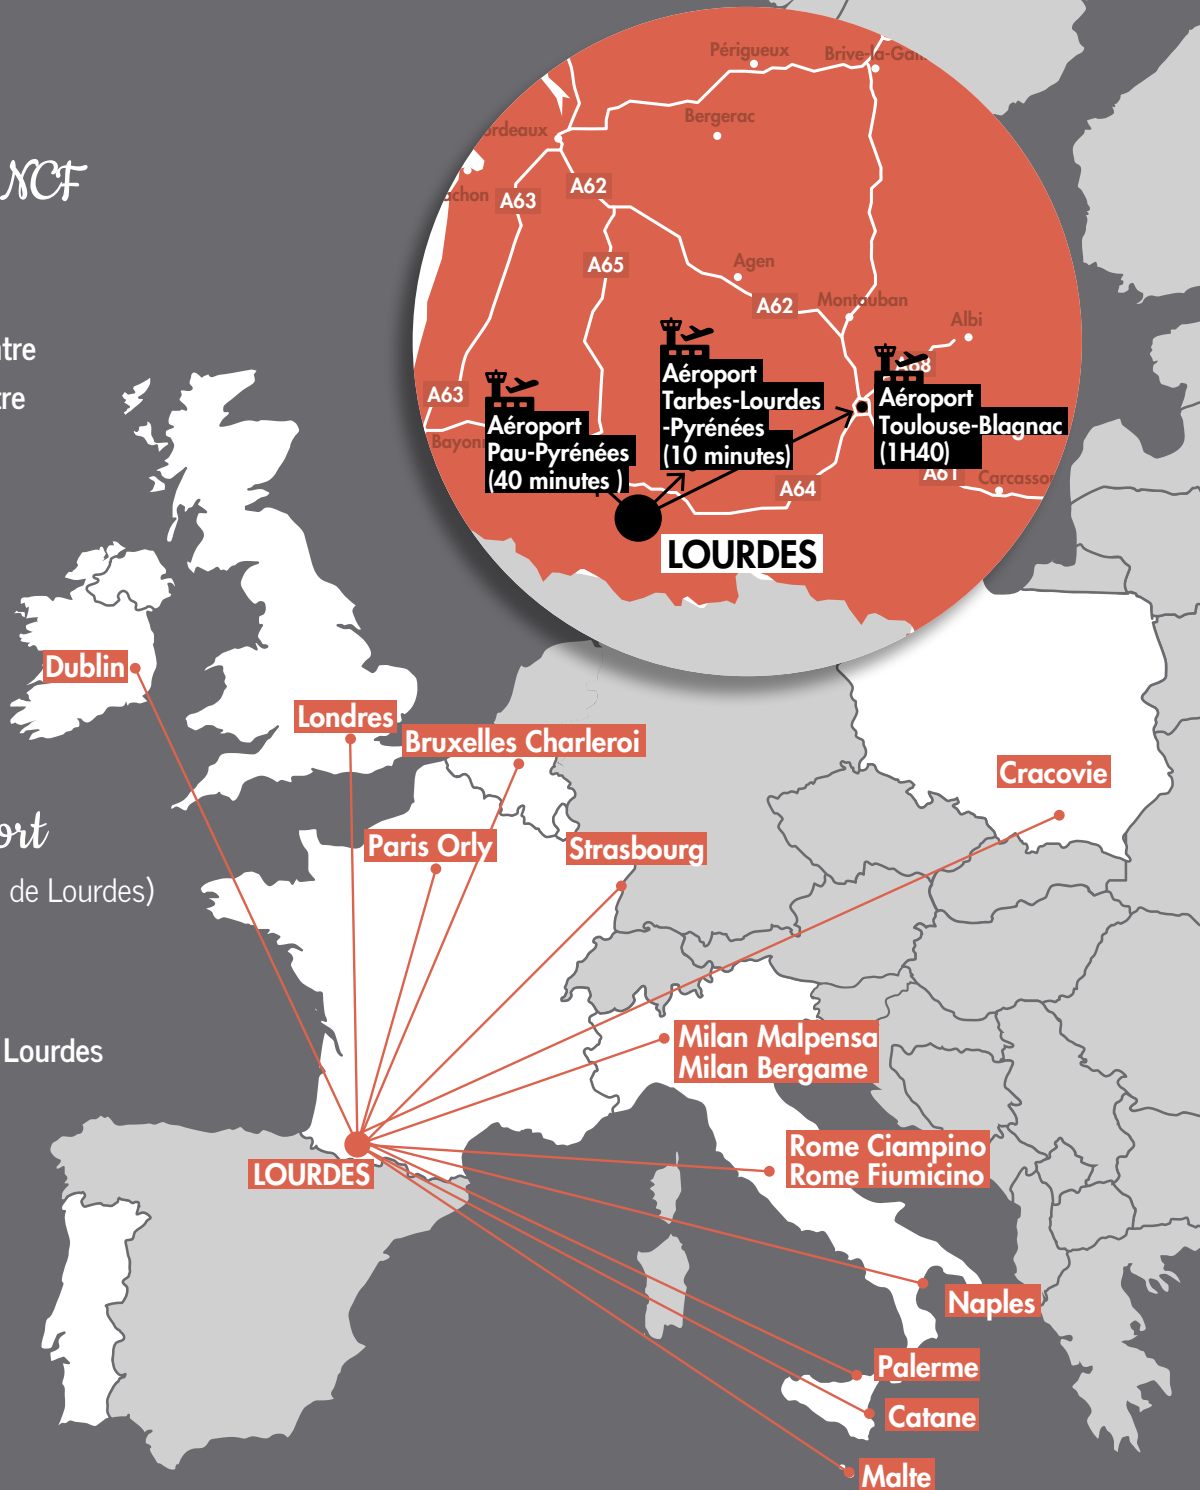 Périgueux
Bergerac
A62
A63
A65
Agen
A62
Montauban
Albi
A68
A63
Aéroport
Tarbes-Lourdes
-Pyrénées
(10 minutes)
Aéroport
Pau-Pyrénées
(40 minutes )
Aéroport
Toulouse-Blagnac
(1H40)
A61
A64
LOURDES
NCF
tre
Dublin
Londres
Bruxelles Charleroi
Cracovie
Paris Orly
Strasbourg
ort
de Lourdes)
Lourdes
Milan Malpensa
Milan Bergame
Rome Ciampino
Rome Fiumicino
LOURDES
Naples
Palerme
Catane
Malte